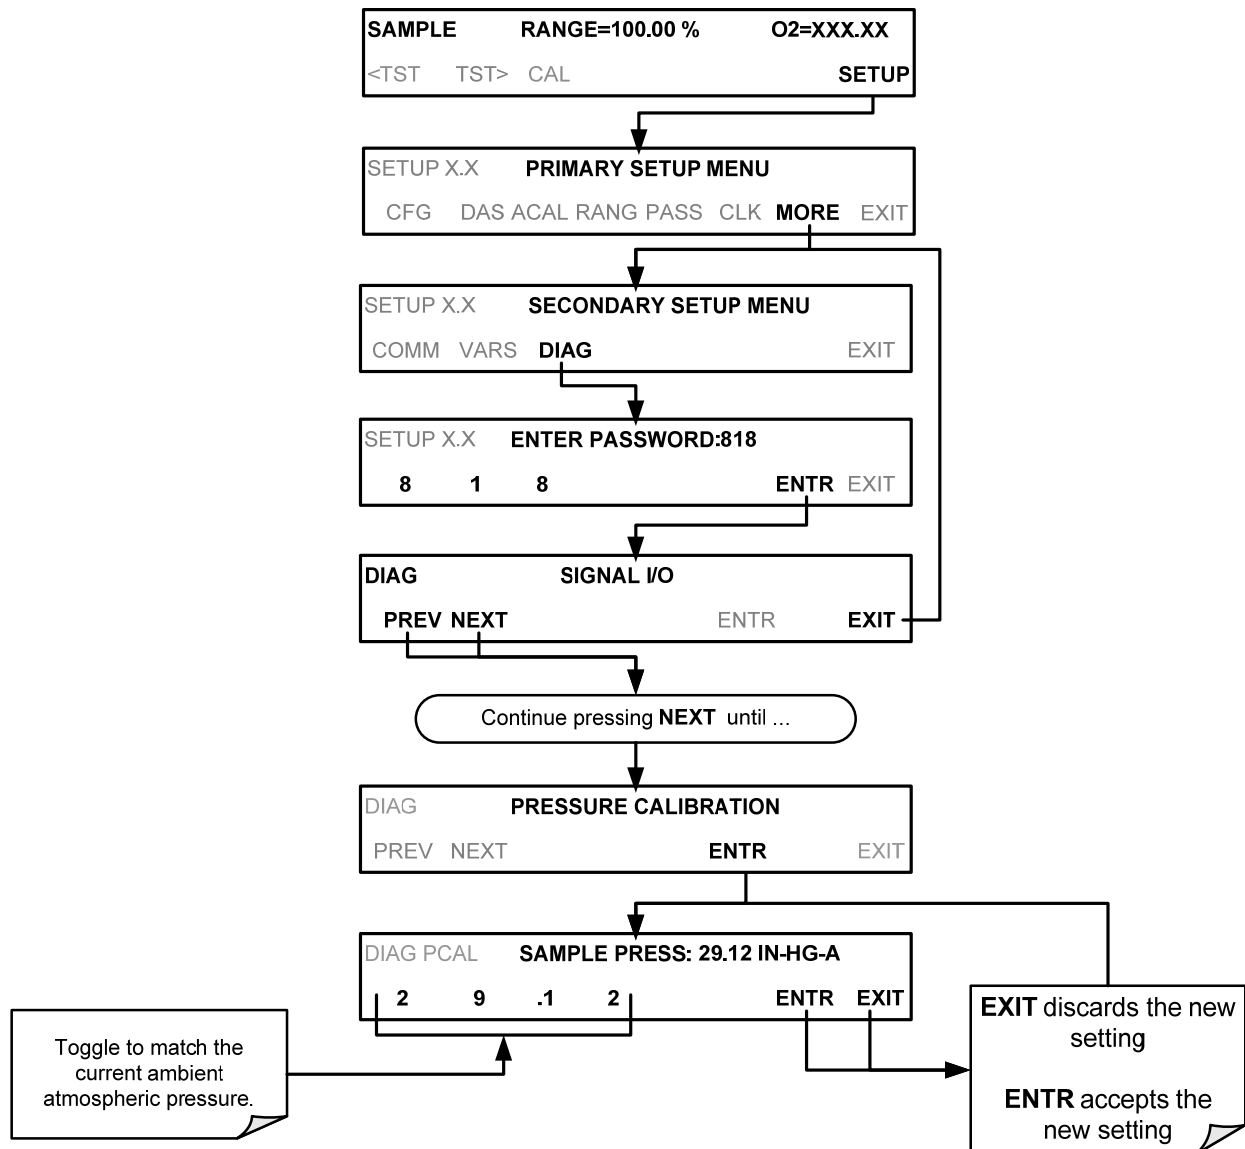 SAMPLE RANGE=100.00 % O2=XXX.XX
<TST TST> CAL SETUP
SETUP X.X PRIMARY SETUP MENU
CFG DAS ACAL RANG PASS CLK MORE EXIT
SETUP X.X SECONDARY SETUP MENU
COMM VARS DIAG EXIT
SETUP X.X ENTER PASSWORD:818
8 1 8 ENTR EXIT
DIAG SIGNAL I/O
PREV NEXT ENTR EXIT
Continue pressing NEXT until ...
DIAG PRESSURE CALIBRATION
PREV NEXT ENTR EXIT
DIAG PCAL SAMPLE PRESS: 29.12 IN-HG-A
2 9 .1 2 ENTR EXIT
Toggle to match the
current ambient
atmospheric pressure.
EXIT discards the new
setting
ENTR accepts the
new setting